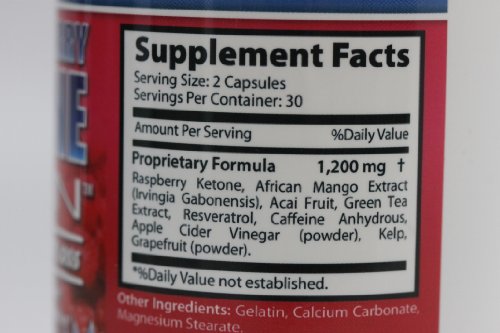 Supplement Facts
Serving Size: 2 Capsules
Servings Per Container: 30
Amount Per Serving %Daily Value
Proprietary Formula 1,200 mg †
Raspberry Ketone, African Mango Extract
(Irvingia Gabonensis), Acai Fruit, Green Tea
Extract, Resveratrol, Caffeine Anhydrous,
Apple Cider Vinegar (powder), Kelp,
Grapefruit (powder).
*%Daily Value not established.
Other Ingredients: Gelatin, Calcium Carbonate,
Magnesium Stearate.